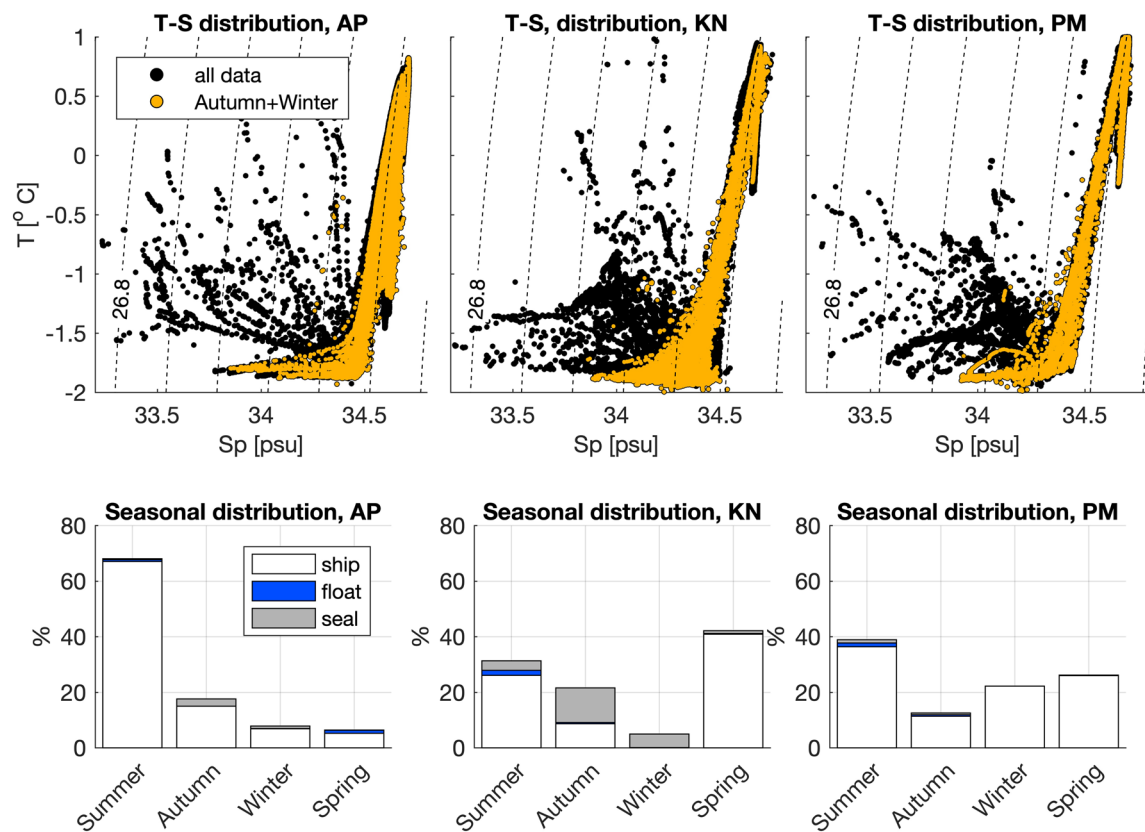 T-S distribution, AP
T-S, distribution, KN
T-S distribution, PM
T [° C]
1
0.5
0
-0.5
-1
-1.5
-2
all data
Autumn+Winter
26.8
26.8
26.8
33.5 34 34.5
33.5 34 34.5
33.5 34 34.5
Sp [psu]
Sp [psu]
Sp [psu]
Seasonal distribution, AP
Seasonal distribution, KN
Seasonal distribution, PM
%
80
60
40
20
0
ship
float
seal
Summer
Autumn
Winter
Spring
%
80
60
40
20
0
Summer
Autumn
Winter
Spring
%
80
60
40
20
0
Summer
Autumn
Winter
Spring